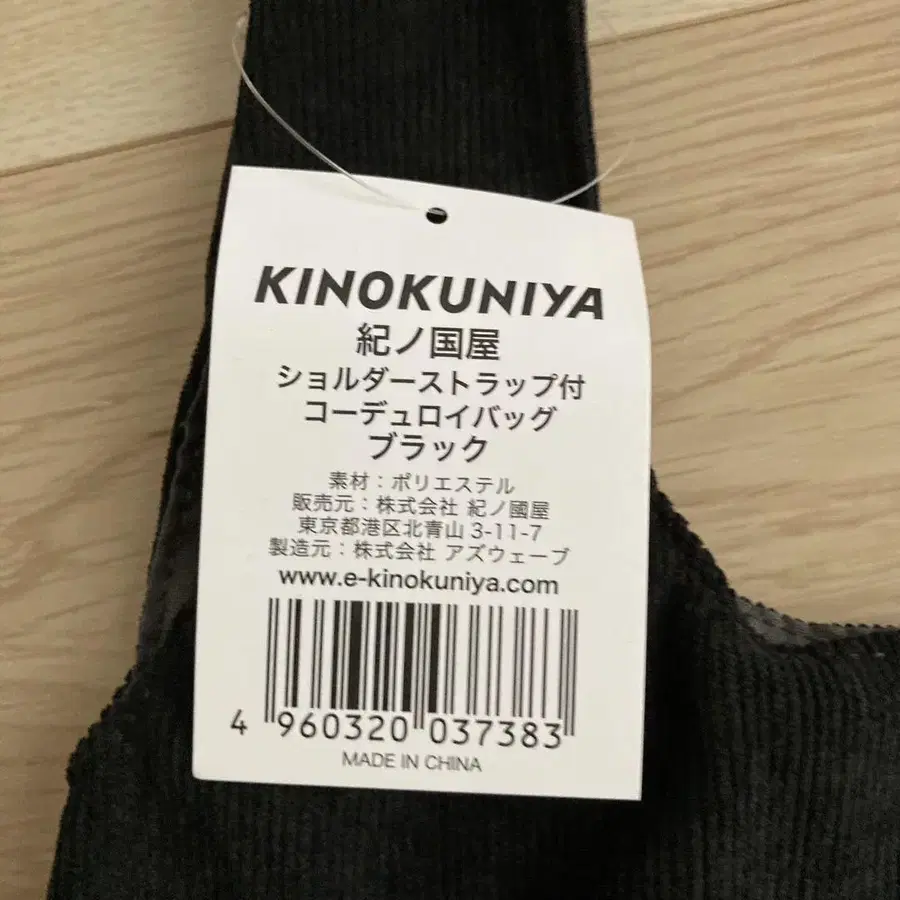 KINOKUNIYA
紀ノ国屋
ショルダーストラップ付
コーデュロイバッグ
ブラック
素材：ポリエステル
販売元：株式会社 紀ノ國屋
東京都港区北青山 3-11-7
製造元：株式会社 アズウェーブ
www.e-kinokuniya.com
4 960320 037383
MADE IN CHINA